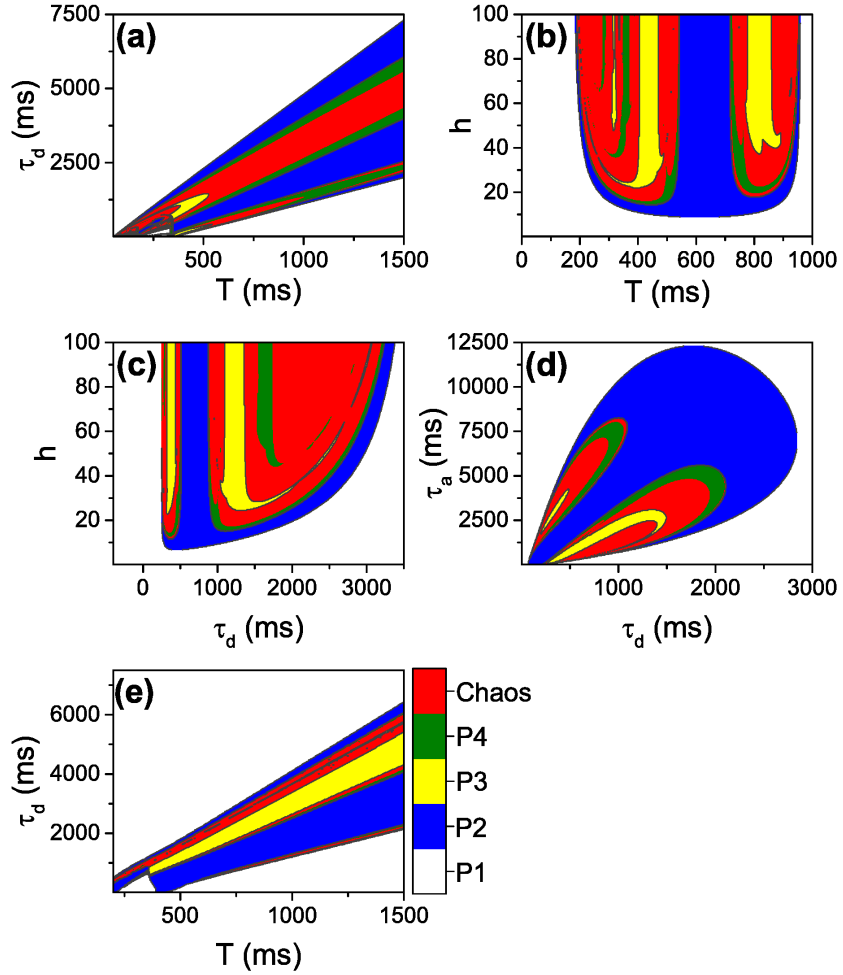 (a)
7500
5000
2500
τd (ms)
500 1000 1500
T (ms)
(b)
100
80
60
40
20
h
0 200 400 600 800 1000
T (ms)
(c)
100
80
60
40
20
h
0 1000 2000 3000
τd (ms)
(d)
12500
10000
7500
5000
2500
τa (ms)
1000 2000 3000
τd (ms)
(e)
6000
4000
2000
τd (ms)
500 1000 1500
T (ms)
Chaos
P4
P3
P2
P1